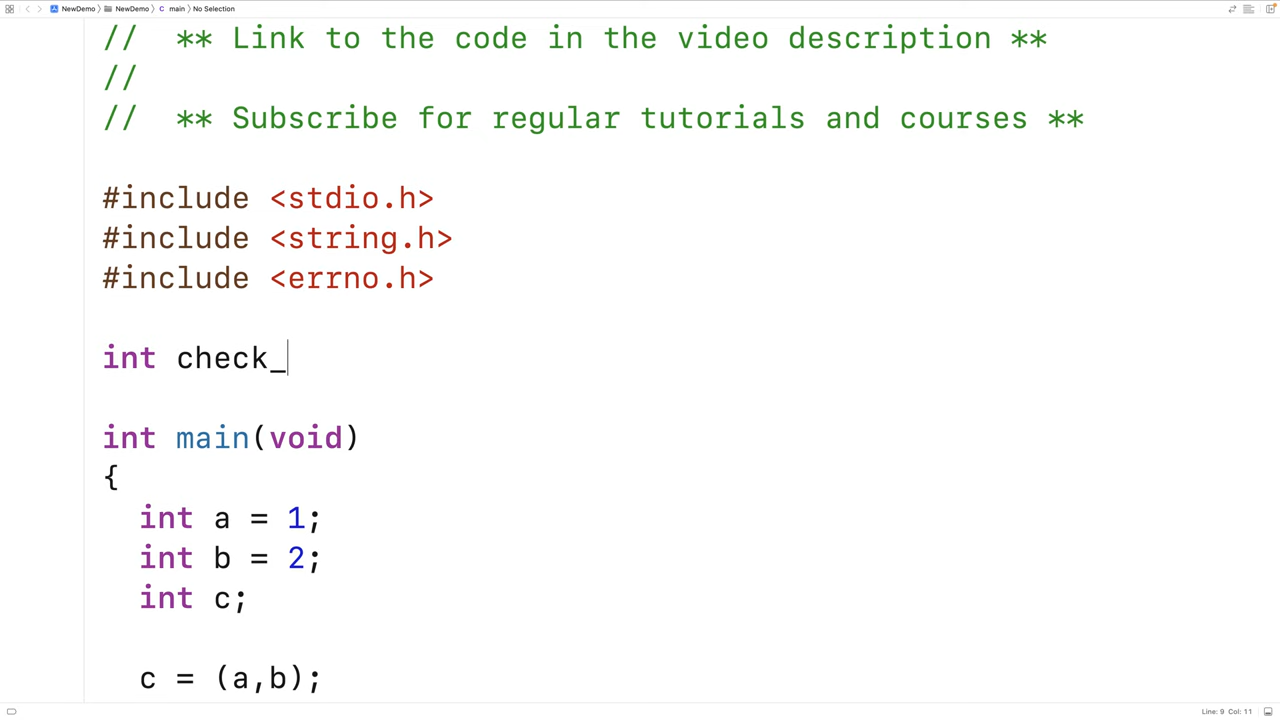 NewDemo > NewDemo > C main > No Selection
//  ** Link to the code in the video description **
//
//  ** Subscribe for regular tutorials and courses **
#include <stdio.h>
#include <string.h>
#include <errno.h>
int check_
int main(void)
{
  int a = 1;
  int b = 2;
  int c;
  c = (a,b);
Line: 9 Col: 11